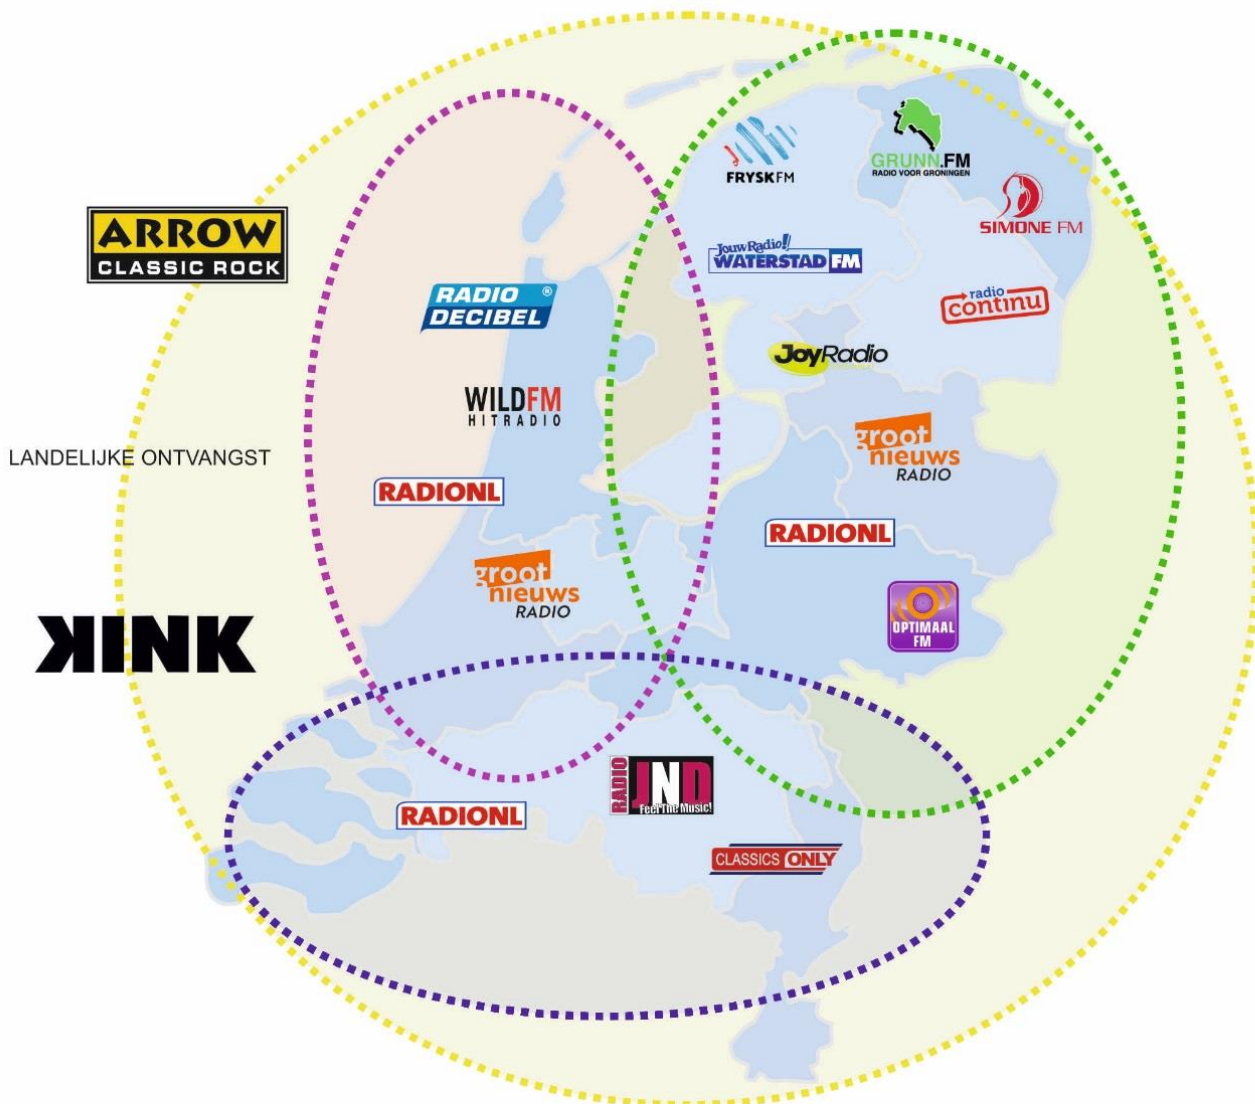 FRYSKFM
GRUNN.FM
RADIO VOOR GRONINGEN
SIMONE FM
ARROW
CLASSIC ROCK
JouwRadio!
WATERSTAD FM
RADIO ®
DECIBEL
radio
continu
JoyRadio
WILDFM
HITRADIO
groot
nieuws
RADIO
LANDELIJKE ONTVANGST
RADIONL
RADIONL
groot
nieuws
RADIO
OPTIMAAL
FM
KINK
RADIO JND
Feel The Music!
RADIONL
CLASSICS ONLY